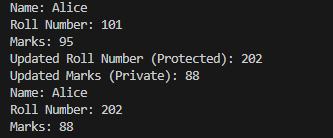 Name: Alice
Roll Number: 101
Marks: 95
Updated Roll Number (Protected): 202
Updated Marks (Private): 88
Name: Alice
Roll Number: 202
Marks: 88